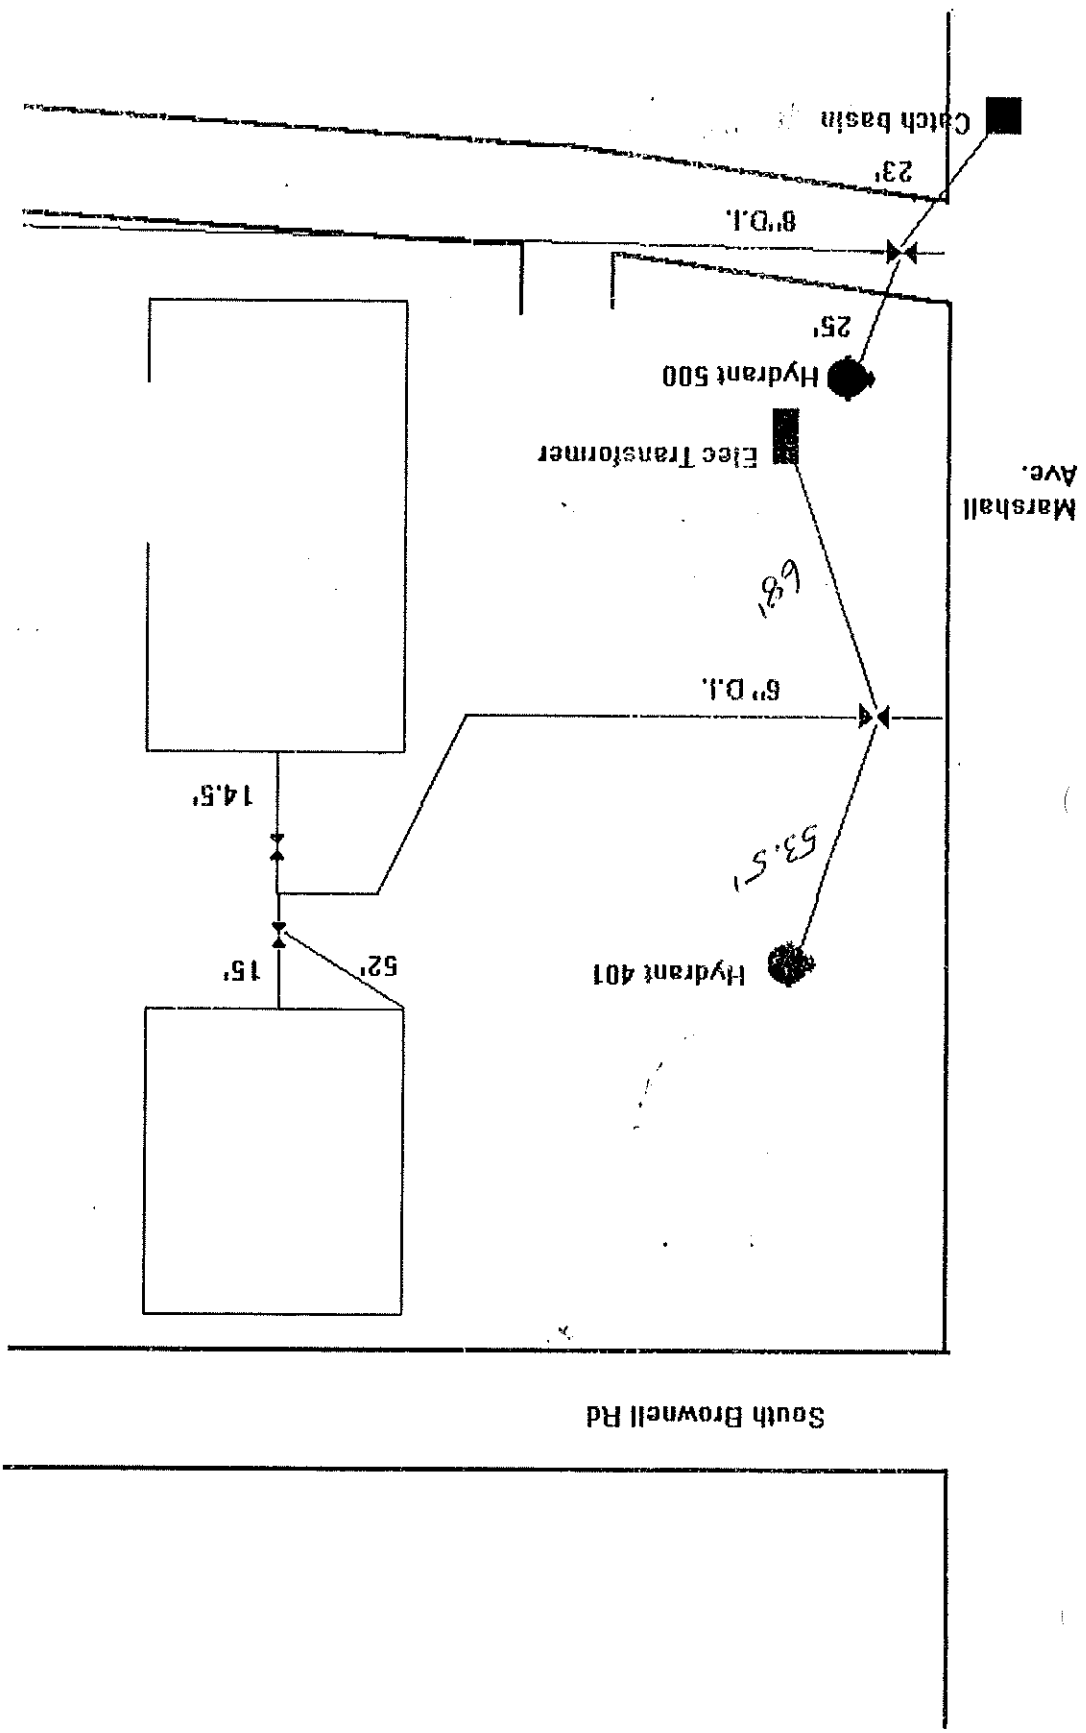 South Brownell Rd
Hydrant 401
52'
15'
53.5'
14.5'
6" D.I.
68'
Marshall
Ave.
Elec Transformer
Hydrant 500
25'
8" D.I.
23'
Catch basin